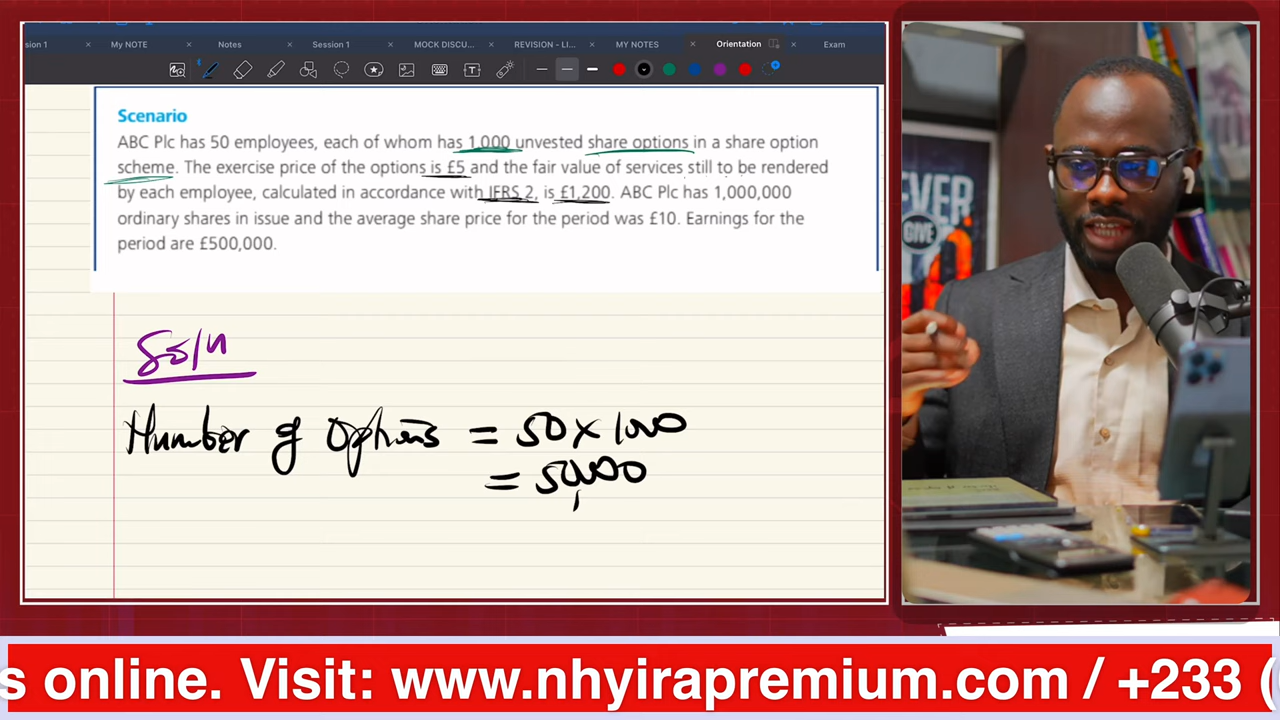 sion 1 × My NOTE × Notes × Session 1 × MOCK DISCU... × REVISION - LI... × MY NOTES × Orientation × Exam
Scenario
ABC Plc has 50 employees, each of whom has 1,000 unvested share options in a share option
scheme. The exercise price of the options is £5 and the fair value of services still to be rendered
by each employee, calculated in accordance with IFRS 2, is £1,200. ABC Plc has 1,000,000
ordinary shares in issue and the average share price for the period was £10. Earnings for the
period are £500,000.
Soln
Number of Options = 50 × 1000
= 50,000
EVER
GIVE
s online. Visit: www.nhyirapremium.com / +233 (